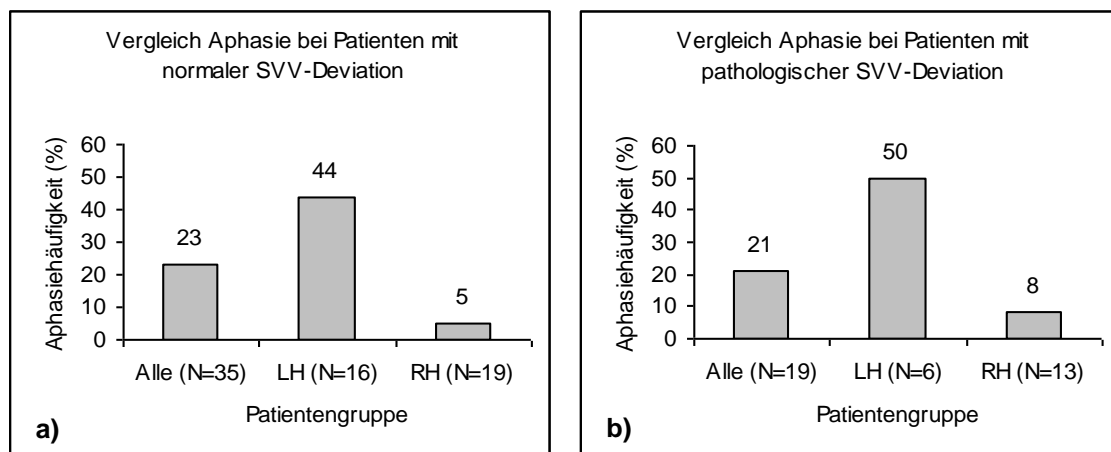 Vergleich Aphasie bei Patienten mit
normaler SVV-Deviation
Aphasiehäufigkeit (%)
60
50
40
30
20
10
0
23
44
5
Alle (N=35) LH (N=16) RH (N=19)
Patientengruppe
a)
Vergleich Aphasie bei Patienten mit
pathologischer SVV-Deviation
Aphasiehäufigkeit (%)
60
50
40
30
20
10
0
21
50
8
Alle (N=19) LH (N=6) RH (N=13)
Patientengruppe
b)